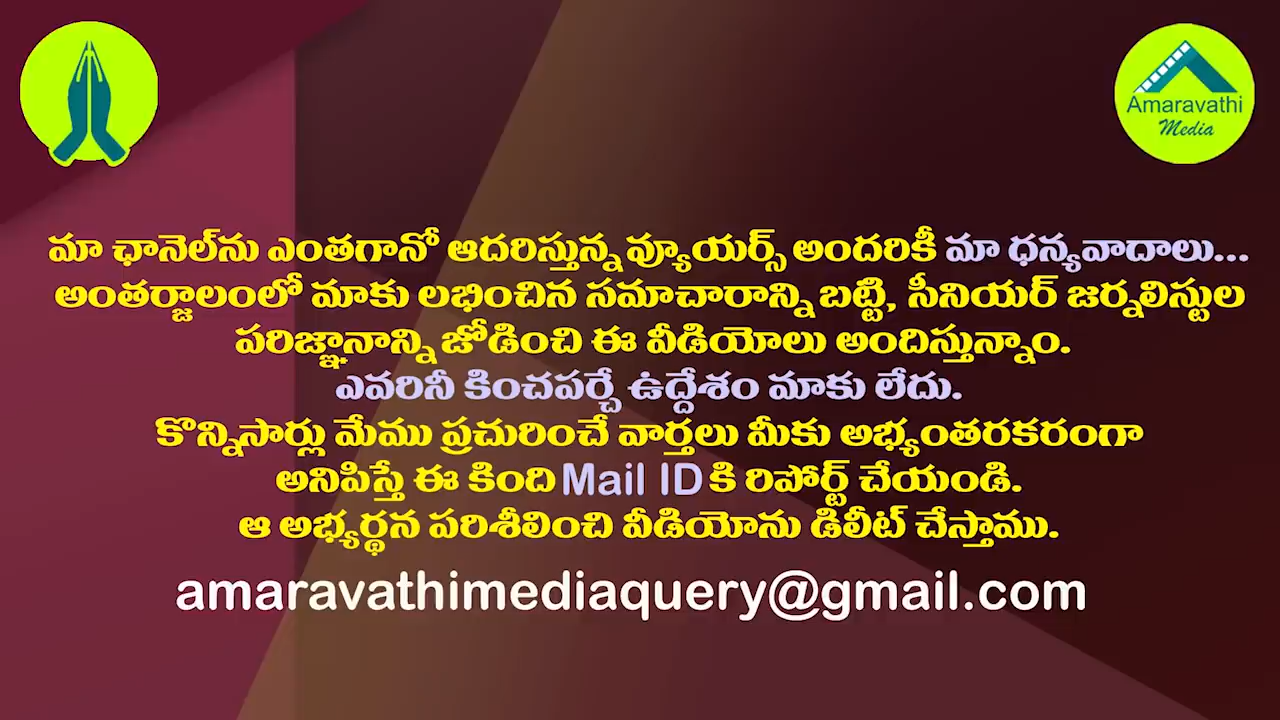 Amaravathi
Media
మా ఛానెల్‌ను ఎంతగానో ఆదరిస్తున్న వ్యూయర్స్ అందరికీ మా ధన్యవాదాలు...
అంతర్జాలంలో మాకు లభించిన సమాచారాన్ని బట్టి, సీనియర్ జర్నలిస్టుల
పరిజ్ఞానాన్ని జోడించి ఈ వీడియోలు అందిస్తున్నాం.
ఎవరినీ కించపర్చే ఉద్దేశం మాకు లేదు.
కొన్నిసార్లు మేము ప్రచురించే వార్తలు మీకు అభ్యంతరకరంగా
అనిపిస్తే ఈ కింది Mail ID కి రిపోర్ట్ చేయండి.
ఆ అభ్యర్థన పరిశీలించి వీడియోను డిలీట్ చేస్తాము.
amaravathimediaquery@gmail.com